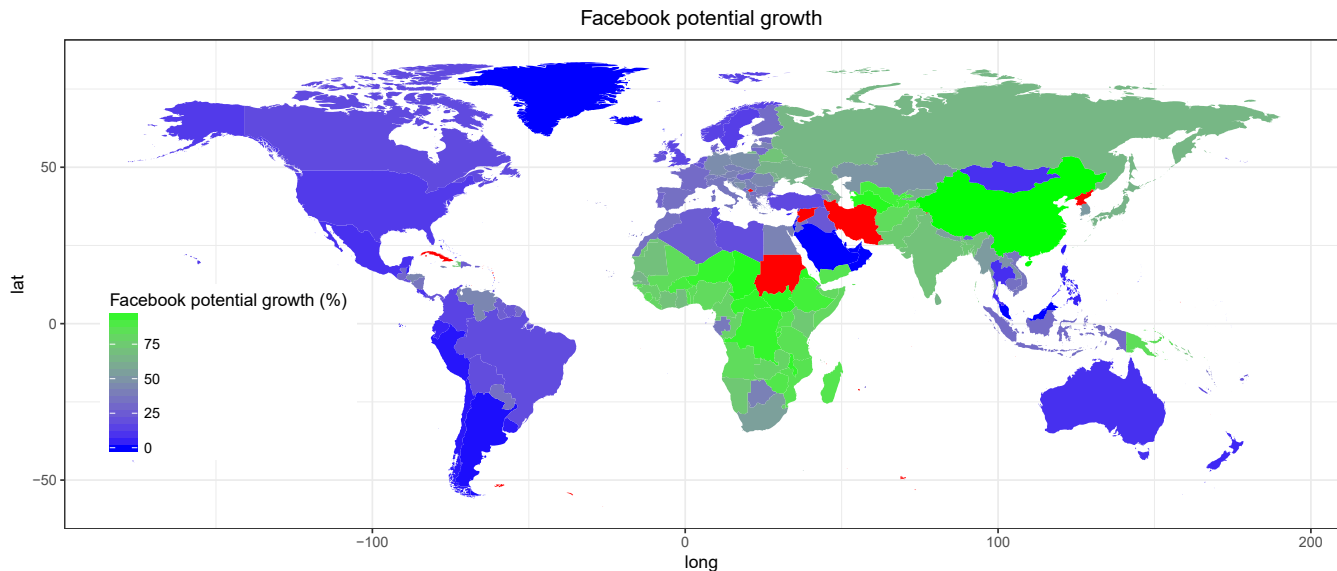 Facebook potential growth
lat
50
0
−50
Facebook potential growth (%)
75
50
25
0
−100
0
100
200
long